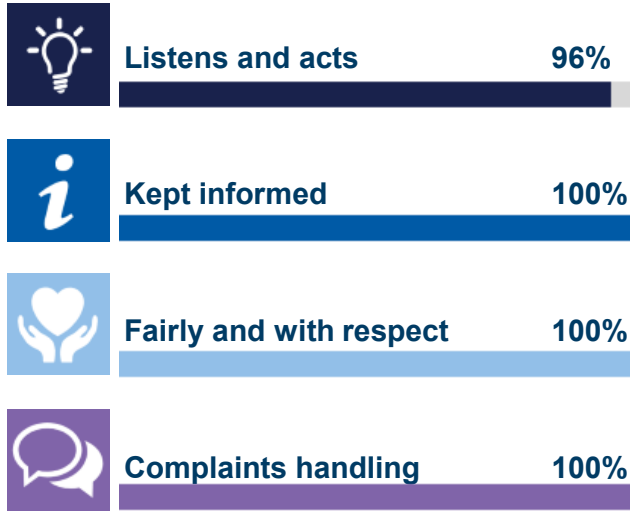 Listens and acts 96%
Kept informed 100%
Fairly and with respect 100%
Complaints handling 100%